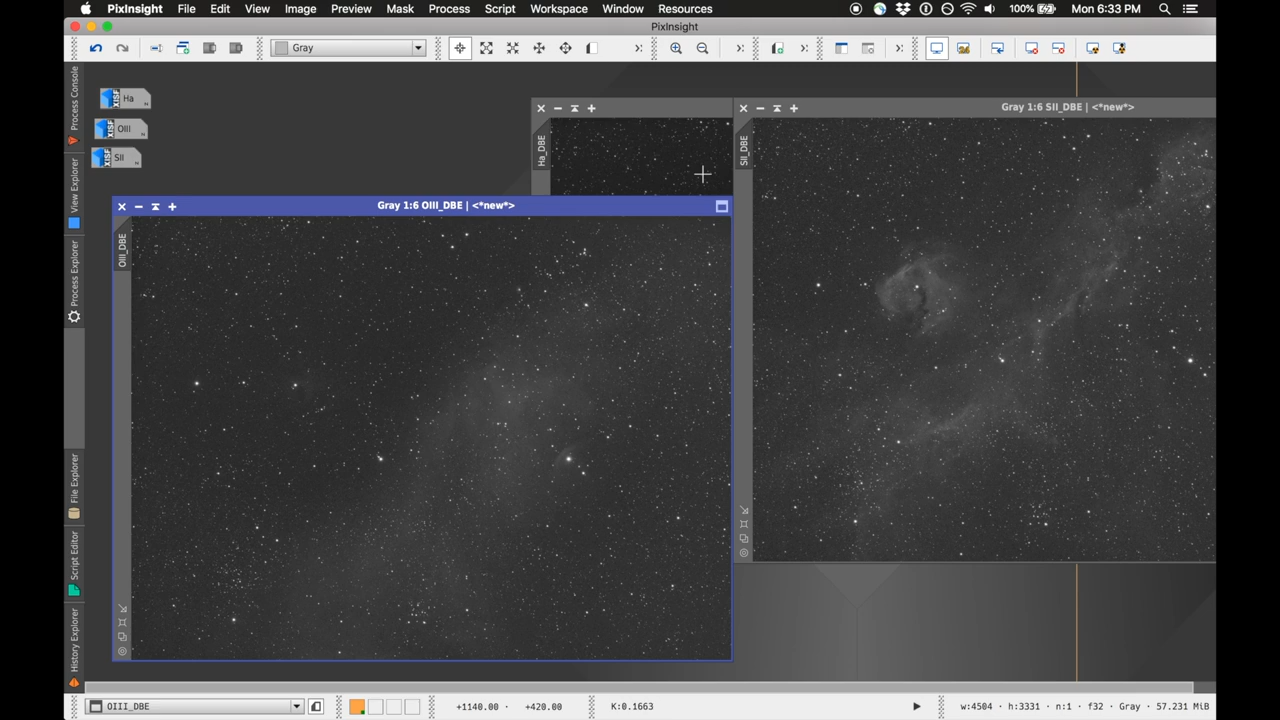 PixInsight File Edit View Image Preview Mask Process Script Workspace Window Resources 100% Mon 6:33 PM
PixInsight
Gray
Process Console
View Explorer
Process Explorer
File Explorer
Script Editor
History Explorer
XISF Ha N
XISF OIII N
XISF SII N
Ha_DBE
Gray 1:6 SII_DBE | <*new*>
SII_DBE
Gray 1:6 OIII_DBE | <*new*>
OIII_DBE
OIII_DBE +1140.00 · +420.00 K:0.1663 w:4504 · h:3331 · n:1 · f32 · Gray · 57.231 MiB